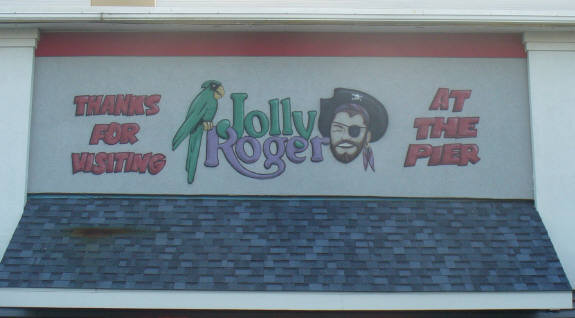 THANKS
FOR
VISITING
Jolly
Roger
AT
THE
PIER